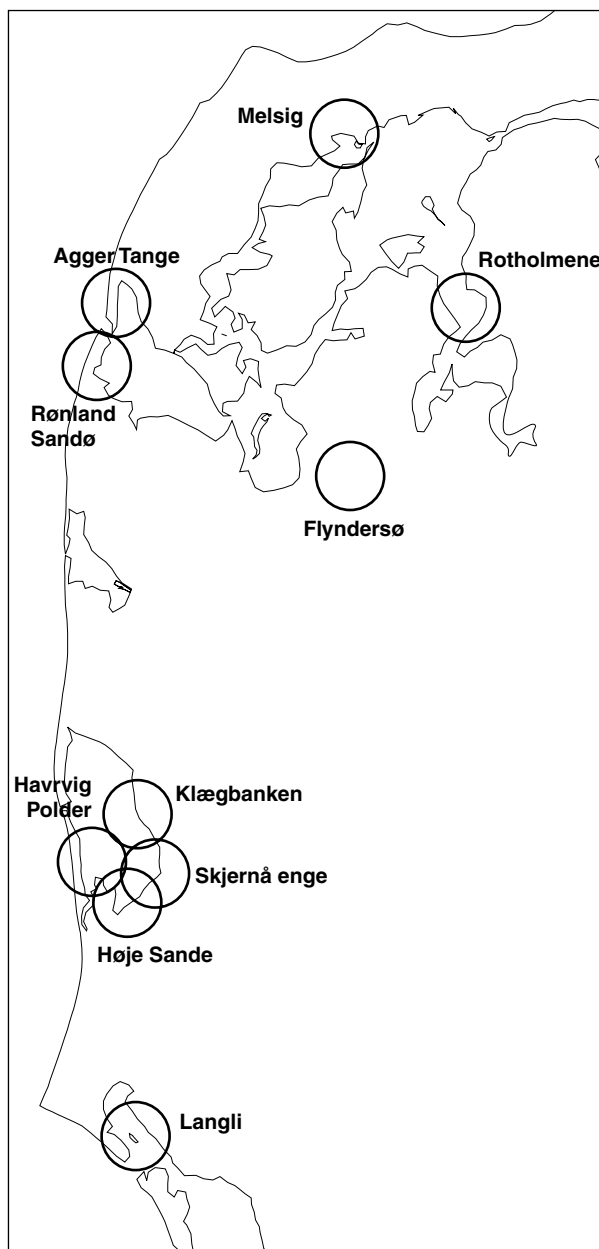 Melsig
Agger Tange
Rotholmene
Rønland
Sandø
Flyndersø
Havrvig
Polder
Klægbanken
Skjernå enge
Høje Sande
Langli